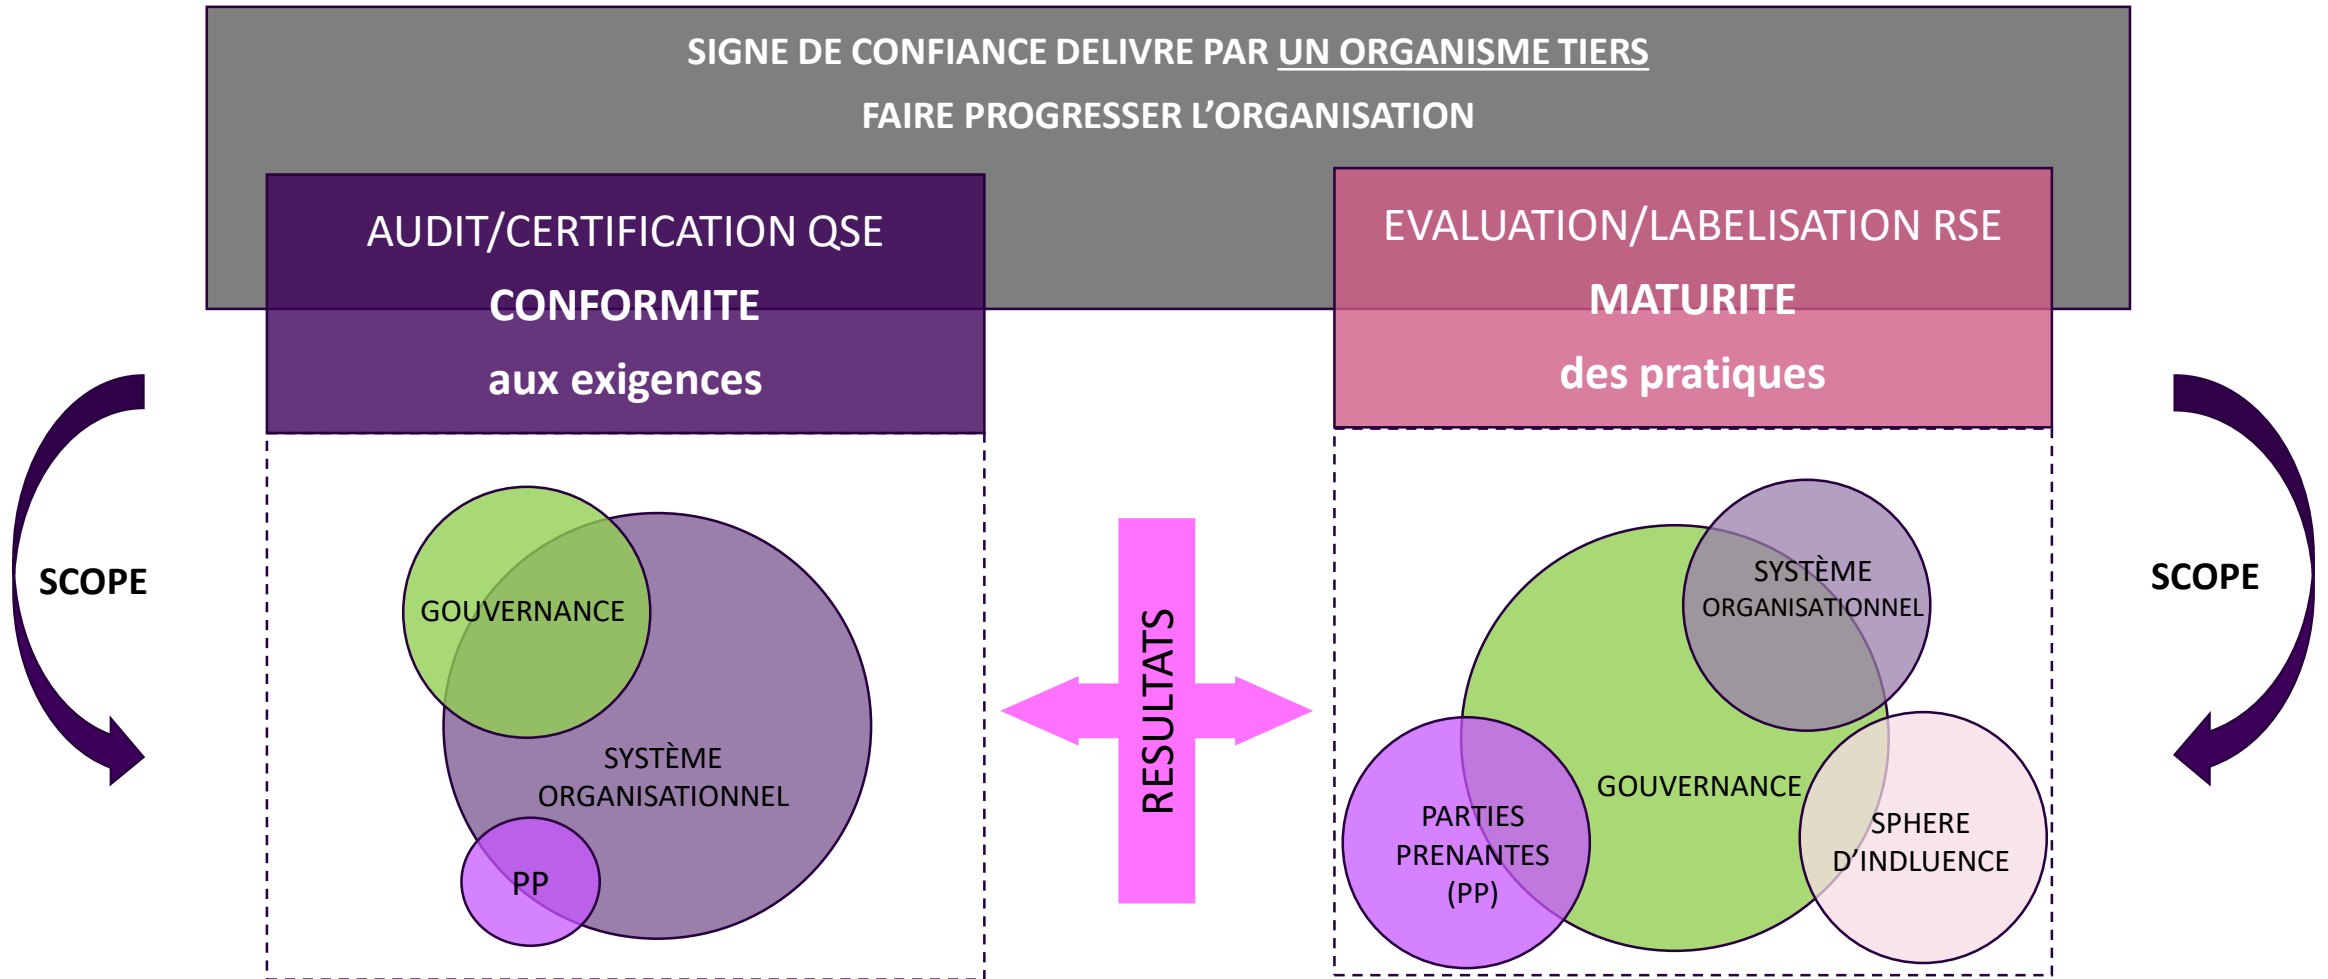 SIGNE DE CONFIANCE DELIVRE PAR UN ORGANISME TIERS
FAIRE PROGRESSER L’ORGANISATION
AUDIT/CERTIFICATION QSE
CONFORMITE
aux exigences
EVALUATION/LABELISATION RSE
MATURITE
des pratiques
SCOPE
GOUVERNANCE
SYSTÈME
ORGANISATIONNEL
PP
RESULTATS
SYSTÈME
ORGANISATIONNEL
GOUVERNANCE
PARTIES
PRENANTES
(PP)
SPHERE
D’INDLUENCE
SCOPE